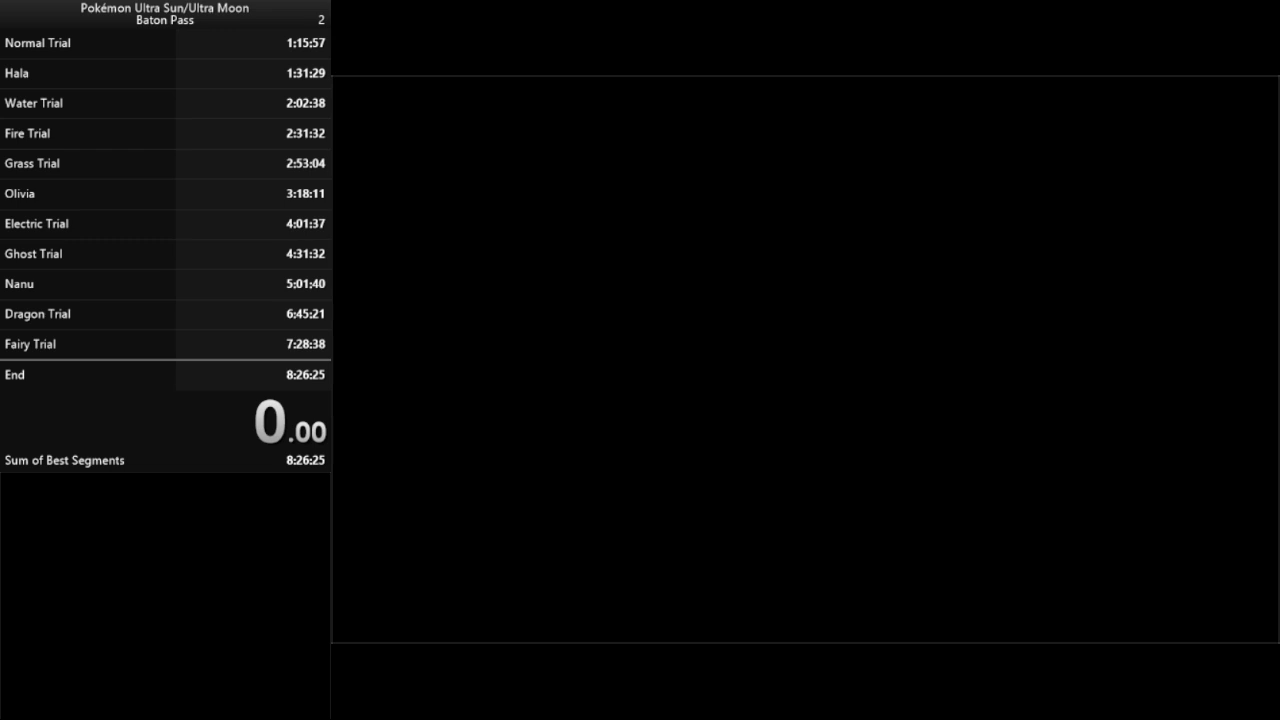 Pokémon Ultra Sun/Ultra Moon
Baton Pass 2
Normal Trial 1:15:57
Hala 1:31:29
Water Trial 2:02:38
Fire Trial 2:31:32
Grass Trial 2:53:04
Olivia 3:18:11
Electric Trial 4:01:37
Ghost Trial 4:31:32
Nanu 5:01:40
Dragon Trial 6:45:21
Fairy Trial 7:28:38
End 8:26:25
0.00
Sum of Best Segments 8:26:25